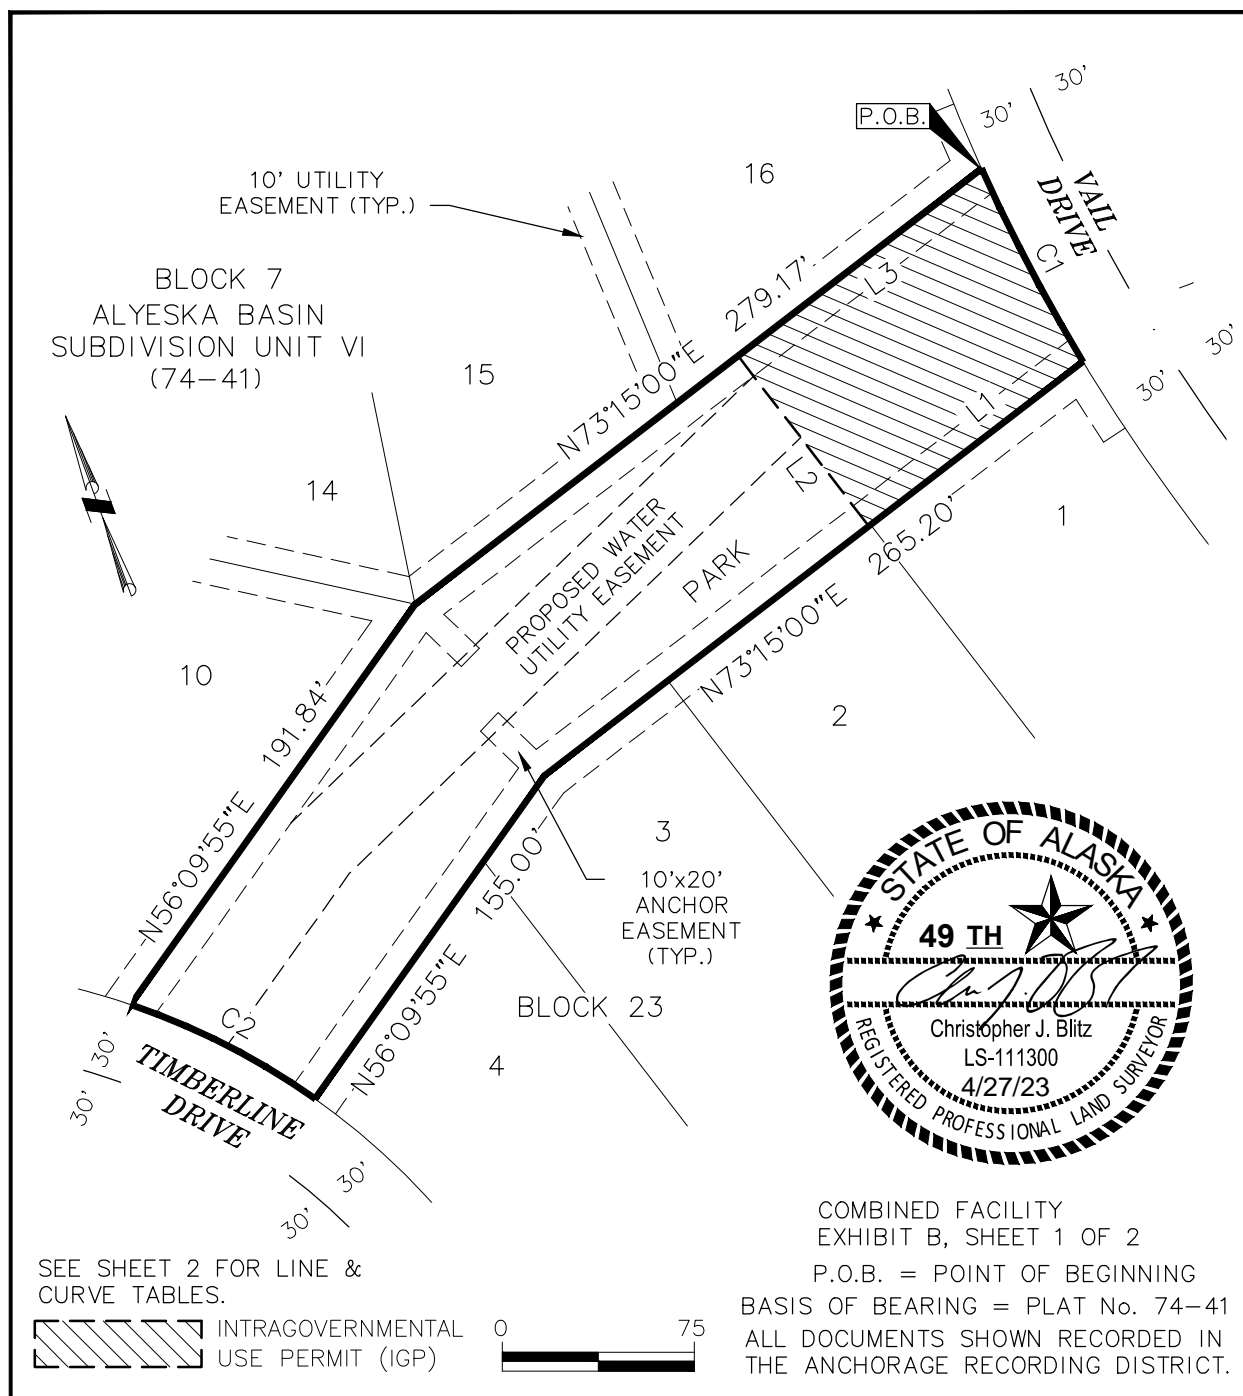 30'
30'
P.O.B.
VAIL
DRIVE
16
10' UTILITY
EASEMENT (TYP.)
C1
BLOCK 7
ALYESKA BASIN
SUBDIVISION UNIT VI
(74–41)
L3
279.17'
N73°15'00"E
30'
30'
15
L1
L2
14
265.20'
1
PROPOSED WATER
UTILITY EASEMENT
PARK
N73°15'00"E
10
2
191.84'
N56°09'55"E
3
155.00'
10'x20'
ANCHOR
EASEMENT
(TYP.)
N56°09'55"E
BLOCK 23
4
C2
30'
30'
TIMBERLINE
DRIVE
30'
30'
STATE OF ALASKA
49 TH
Christopher J. Blitz
LS-111300
4/27/23
REGISTERED PROFESSIONAL LAND SURVEYOR
COMBINED FACILITY
EXHIBIT B, SHEET 1 OF 2
P.O.B. = POINT OF BEGINNING
BASIS OF BEARING = PLAT No. 74–41
ALL DOCUMENTS SHOWN RECORDED IN
THE ANCHORAGE RECORDING DISTRICT.
SEE SHEET 2 FOR LINE &
CURVE TABLES.
INTRAGOVERNMENTAL
USE PERMIT (IGP)
0 75